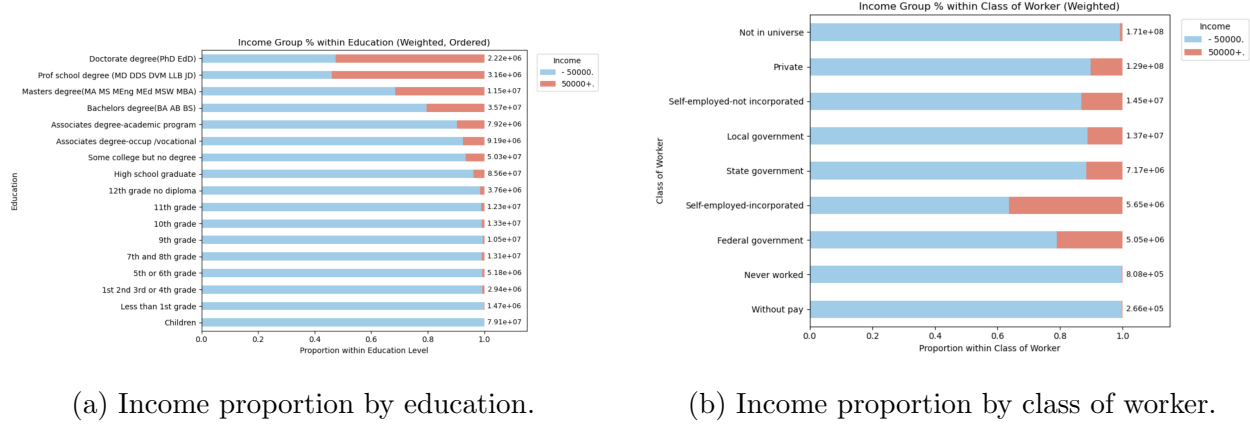 Income Group % within Education (Weighted, Ordered)
Education
Doctorate degree(PhD EdD) 2.22e+06
Prof school degree (MD DDS DVM LLB JD) 3.16e+06
Masters degree(MA MS MEng MEd MSW MBA) 1.15e+07
Bachelors degree(BA AB BS) 3.57e+07
Associates degree-academic program 7.92e+06
Associates degree-occup /vocational 9.19e+06
Some college but no degree 5.03e+07
High school graduate 8.56e+07
12th grade no diploma 3.76e+06
11th grade 1.23e+07
10th grade 1.33e+07
9th grade 1.05e+07
7th and 8th grade 1.31e+07
5th or 6th grade 5.18e+06
1st 2nd 3rd or 4th grade 2.94e+06
Less than 1st grade 1.47e+06
Children 7.91e+07
0.0 0.2 0.4 0.6 0.8 1.0
Proportion within Education Level
Income
- 50000.
50000+.
(a) Income proportion by education.
Income Group % within Class of Worker (Weighted)
Class of Worker
Not in universe 1.71e+08
Private 1.29e+08
Self-employed-not incorporated 1.45e+07
Local government 1.37e+07
State government 7.17e+06
Self-employed-incorporated 5.65e+06
Federal government 5.05e+06
Never worked 8.08e+05
Without pay 2.66e+05
0.0 0.2 0.4 0.6 0.8 1.0
Proportion within Class of Worker
Income
- 50000.
50000+.
(b) Income proportion by class of worker.